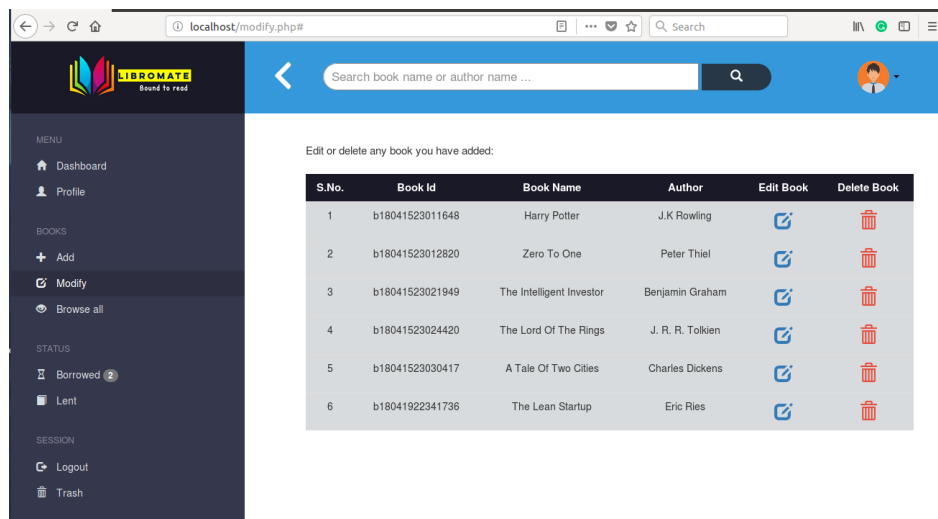 localhost/modify.php#
Search
LIBROMATE
Bound to read
Search book name or author name ...
MENU
Dashboard
Profile
BOOKS
Add
Modify
Browse all
STATUS
Borrowed 2
Lent
SESSION
Logout
Trash
Edit or delete any book you have added:
S.No. Book Id Book Name Author Edit Book Delete Book
1 b18041523011648 Harry Potter J.K Rowling
2 b18041523012820 Zero To One Peter Thiel
3 b18041523021949 The Intelligent Investor Benjamin Graham
4 b18041523024420 The Lord Of The Rings J. R. R. Tolkien
5 b18041523030417 A Tale Of Two Cities Charles Dickens
6 b18041922341736 The Lean Startup Eric Ries